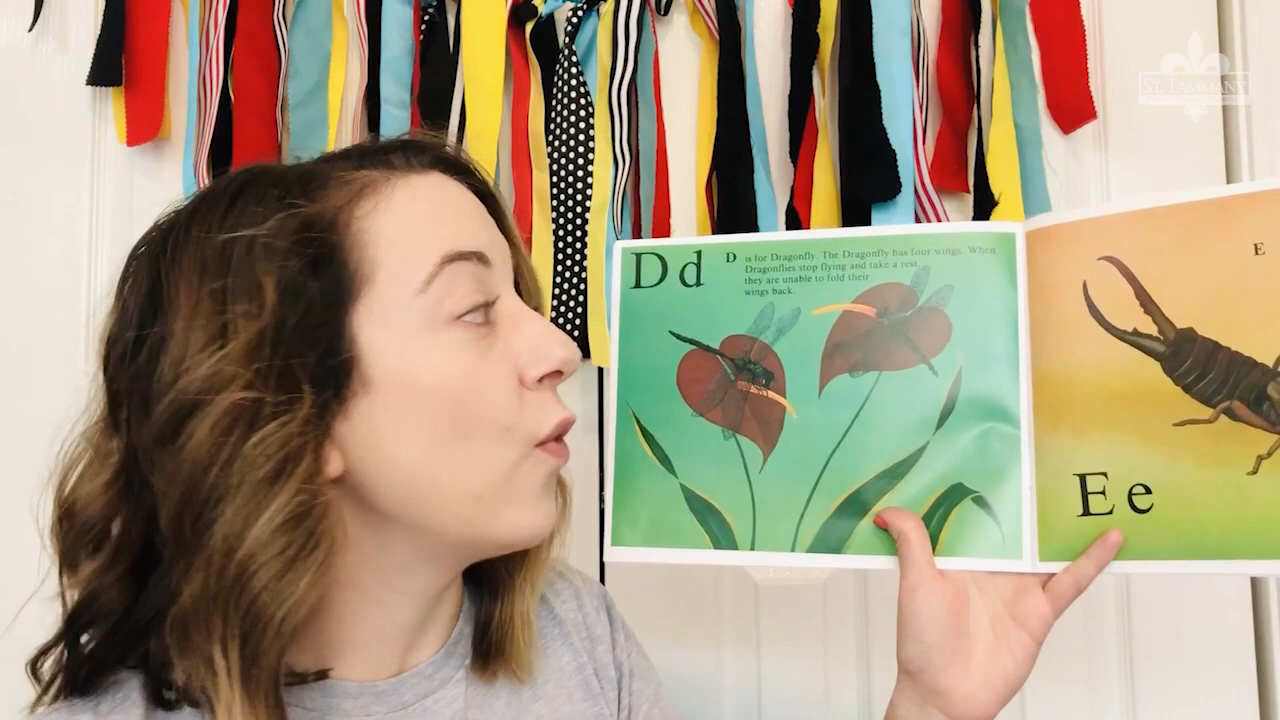 ST. TAMMANY
Dd
D is for Dragonfly. The Dragonfly has four wings. When
Dragonflies stop flying and take a rest,
they are unable to fold their
wings back.
E
Ee